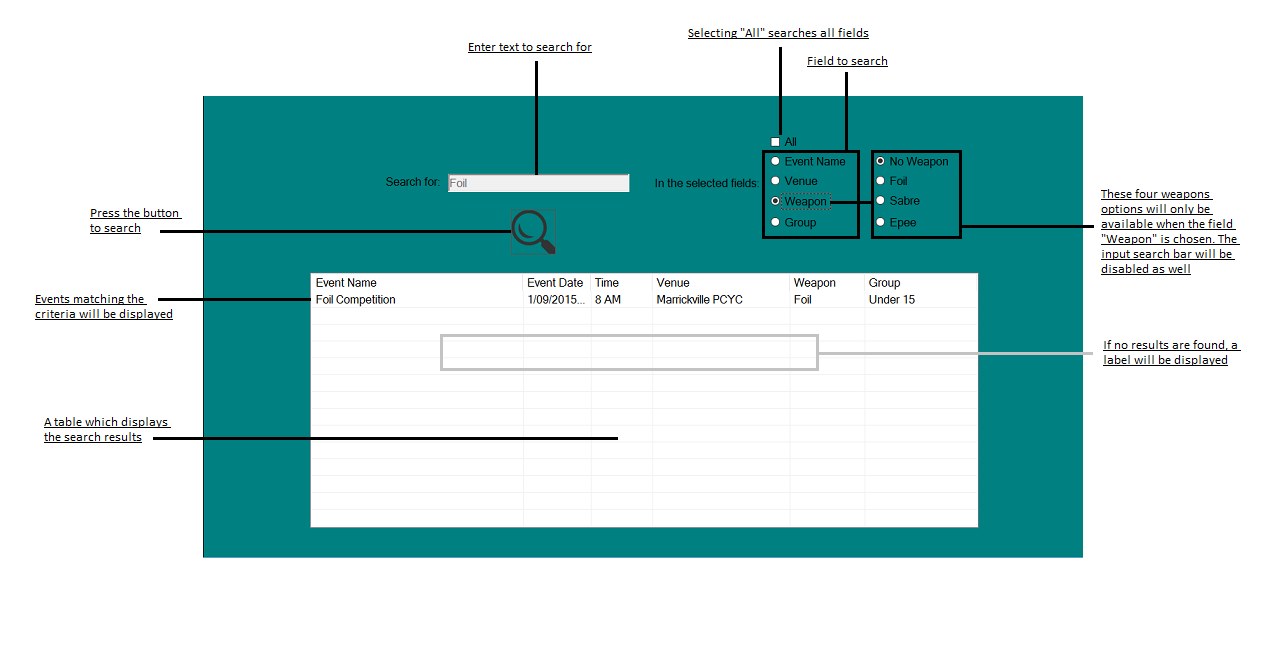 Selecting "All" searches all fields
Enter text to search for
Field to search
All
Event Name
No Weapon
Search for:
Foil
In the selected fields:
Venue
Foil
Weapon
Sabre
Group
Epee
Press the button
to search
These four weapons
options will only be
available when the field
"Weapon" is chosen. The
input search bar will be
disabled as well
Event Name Event Date Time Venue Weapon Group
Foil Competition 1/09/2015... 8 AM Marrickville PCYC Foil Under 15
Events matching the
criteria will be displayed
If no results are found, a
label will be displayed
A table which displays
the search results